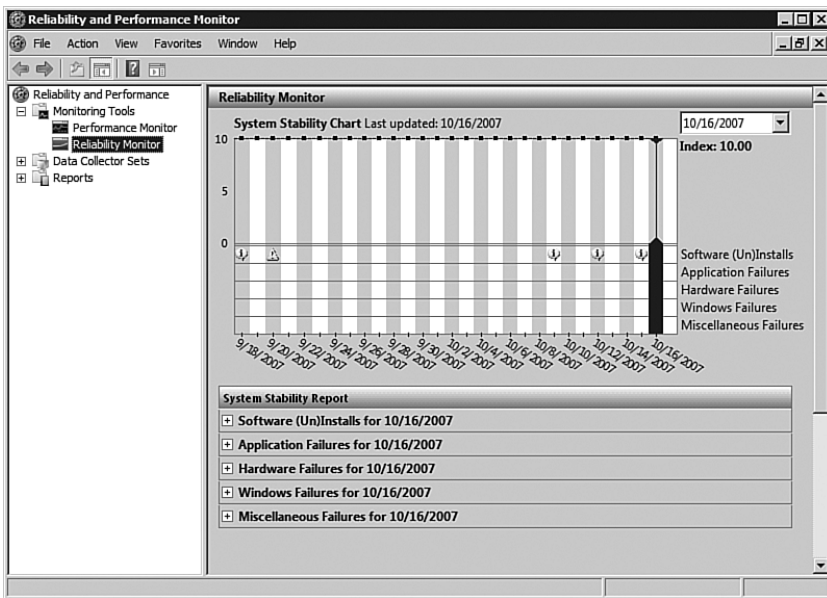 Reliability and Performance Monitor
File Action View Favorites Window Help
Reliability and Performance
Monitoring Tools
Performance Monitor
Reliability Monitor
Data Collector Sets
Reports
Reliability Monitor
System Stability Chart Last updated: 10/16/2007
10/16/2007
Index: 10.00
10
5
0
Software (Un)Installs
Application Failures
Hardware Failures
Windows Failures
Miscellaneous Failures
9/18/2007
9/20/2007
9/22/2007
9/24/2007
9/26/2007
9/28/2007
9/30/2007
10/2/2007
10/4/2007
10/6/2007
10/8/2007
10/10/2007
10/12/2007
10/14/2007
10/16/2007
System Stability Report
Software (Un)Installs for 10/16/2007
Application Failures for 10/16/2007
Hardware Failures for 10/16/2007
Windows Failures for 10/16/2007
Miscellaneous Failures for 10/16/2007